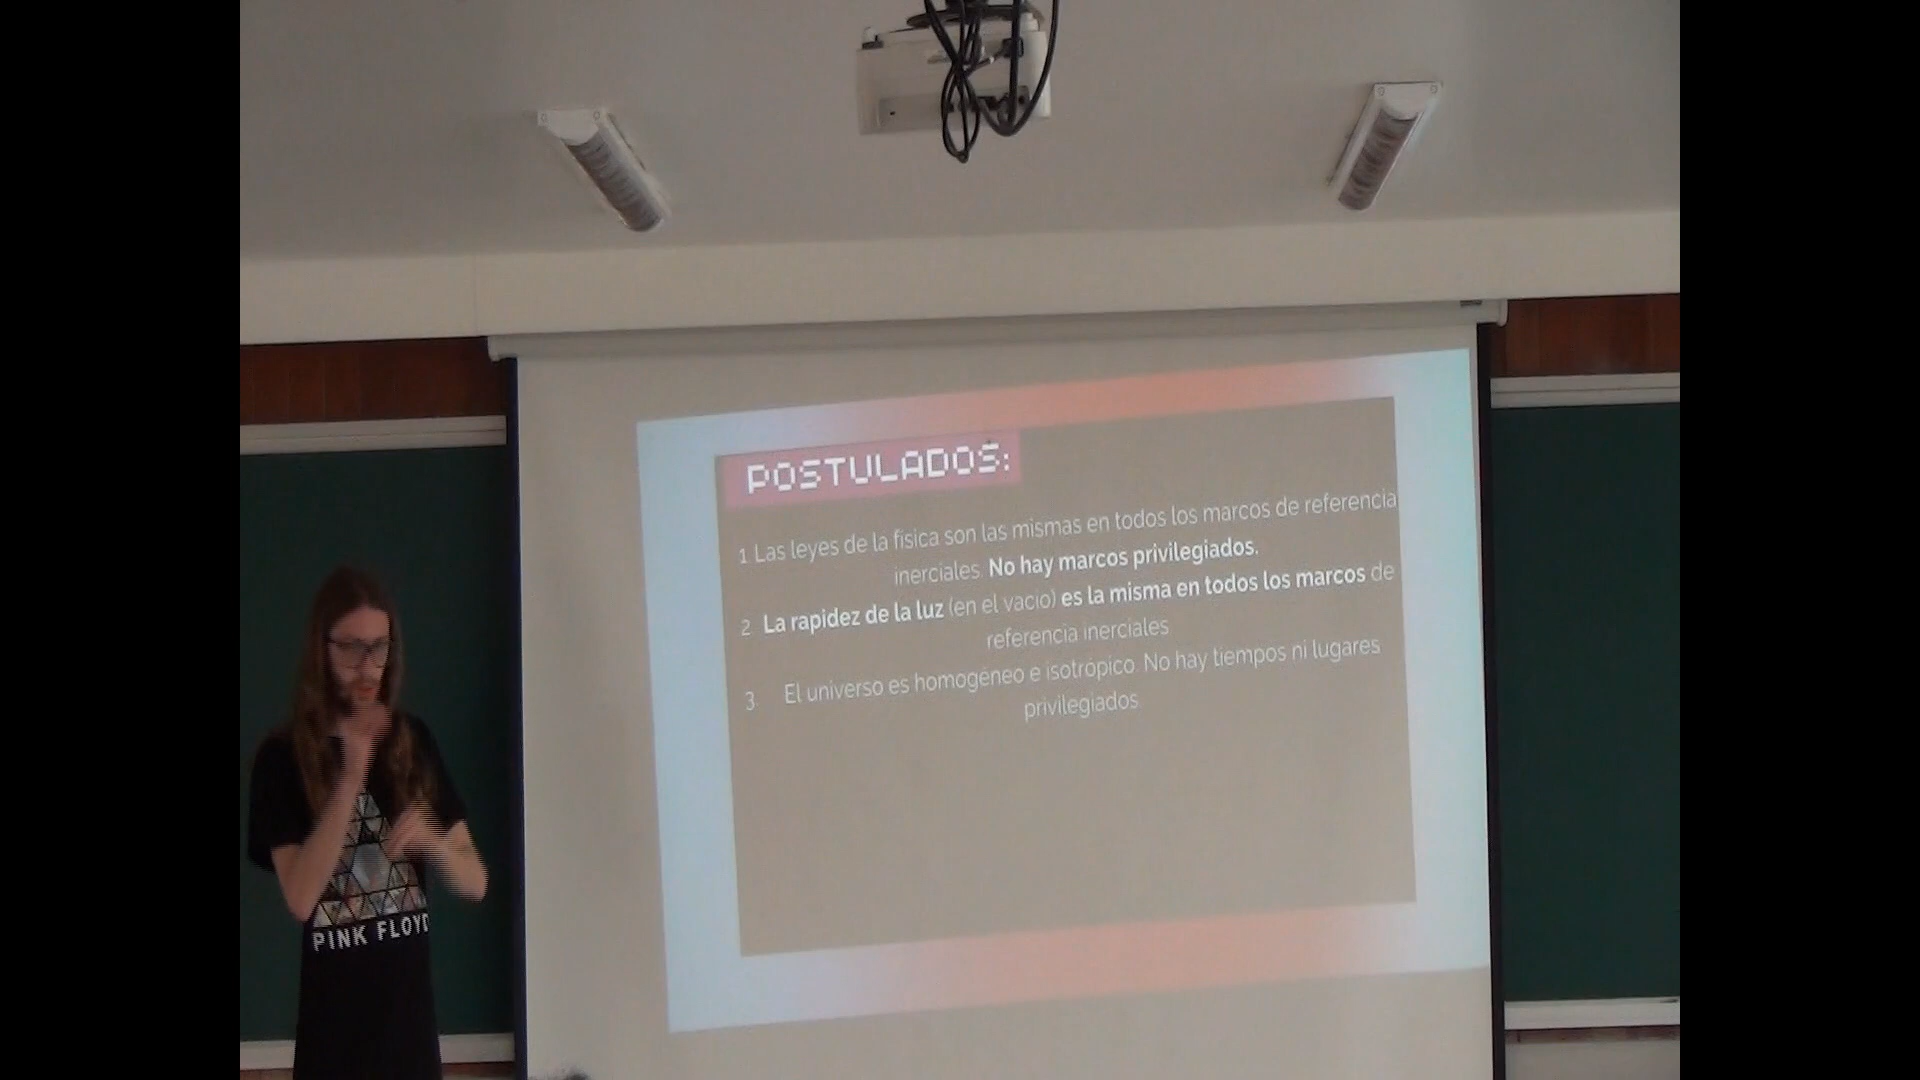 POSTULADOS:
1. Las leyes de la física son las mismas en todos los marcos de referencia
inerciales. No hay marcos privilegiados.
2. La rapidez de la luz (en el vacío) es la misma en todos los marcos de
referencia inerciales
3. El universo es homogéneo e isotrópico. No hay tiempos ni lugares
privilegiados.
PINK FLOYD